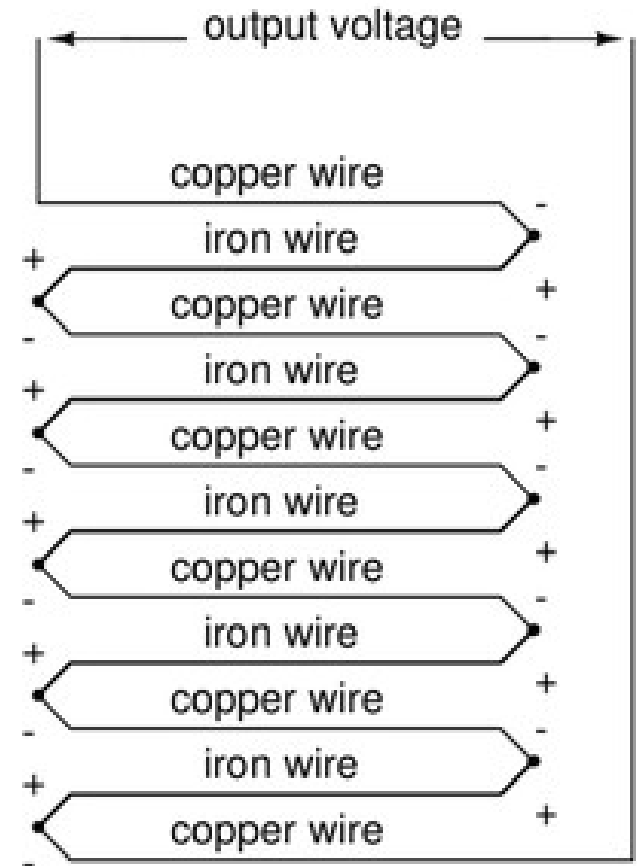 output voltage
copper wire
-
iron wire
+
copper wire
+
-
-
iron wire
+
copper wire
+
-
-
iron wire
+
copper wire
+
-
-
iron wire
+
copper wire
+
-
-
iron wire
+
copper wire
+
-